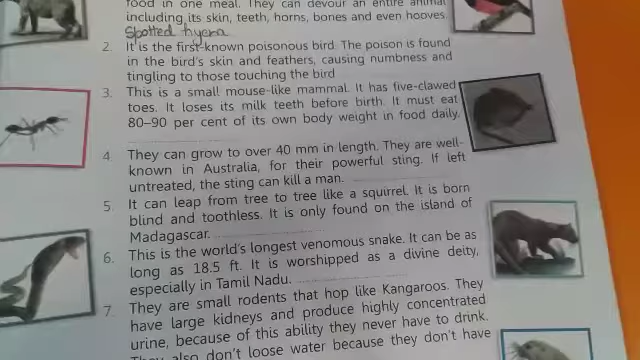 food in one meal. They can devour an entire animal
including its skin, teeth, horns, bones and even hooves.
Spotted hyena
2. It is the first-known poisonous bird. The poison is found
in the bird's skin and feathers, causing numbness and
tingling to those touching the bird
3. This is a small mouse-like mammal. It has five-clawed
toes. It loses its milk teeth before birth. It must eat
80–90 per cent of its own body weight in food daily.
4. They can grow to over 40 mm in length. They are well-
known in Australia, for their powerful sting. If left
untreated, the sting can kill a man.
5. It can leap from tree to tree like a squirrel. It is born
blind and toothless. It is only found on the island of
Madagascar.
6. This is the world's longest venomous snake. It can be as
long as 18.5 ft. It is worshipped as a divine deity,
especially in Tamil Nadu.
7. They are small rodents that hop like Kangaroos. They
have large kidneys and produce highly concentrated
urine, because of this ability they never have to drink.
They also don't loose water because they don't have